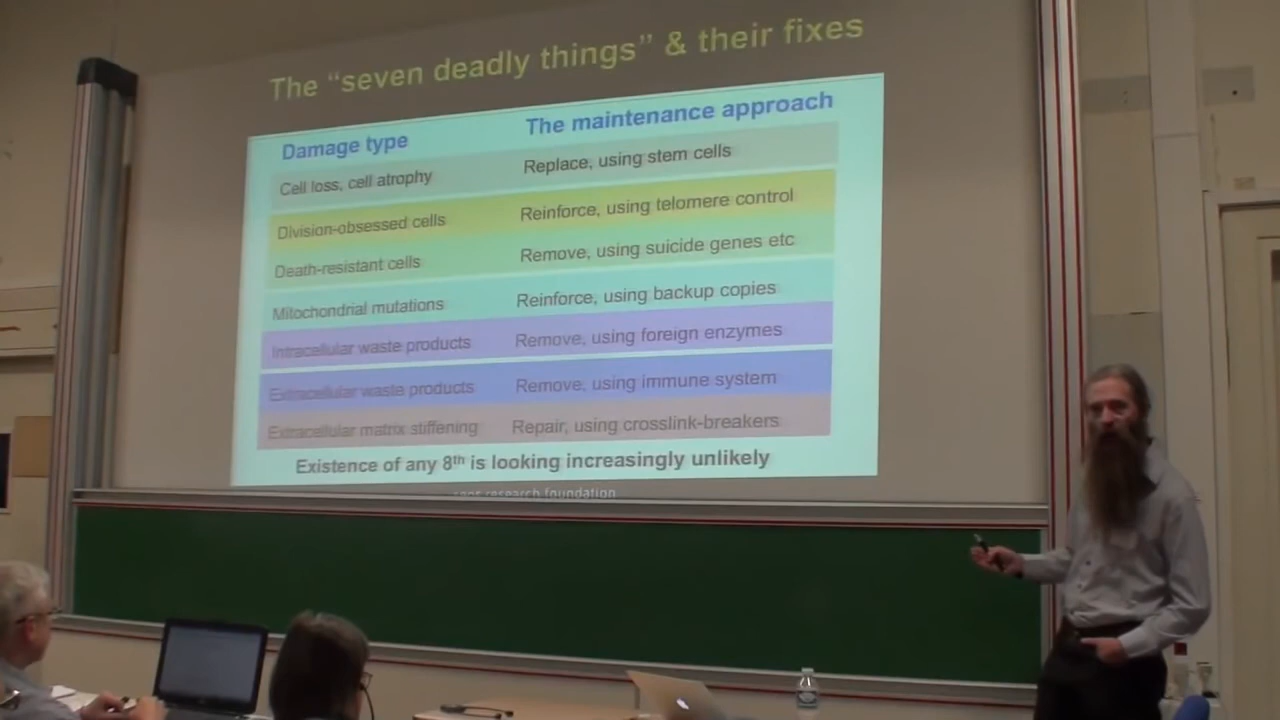 The “seven deadly things” & their fixes
Damage type The maintenance approach
Cell loss, cell atrophy Replace, using stem cells
Division-obsessed cells Reinforce, using telomere control
Death-resistant cells Remove, using suicide genes etc
Mitochondrial mutations Reinforce, using backup copies
Intracellular waste products Remove, using foreign enzymes
Extracellular waste products Remove, using immune system
Extracellular matrix stiffening Repair, using crosslink-breakers
Existence of any 8th is looking increasingly unlikely
sens research foundation